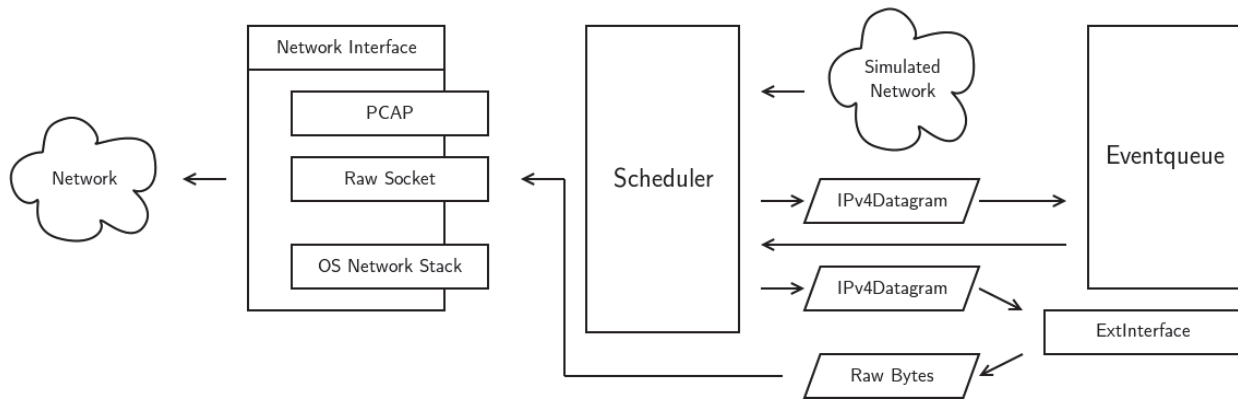 Network Interface
PCAP
Raw Socket
OS Network Stack
Network
Scheduler
Simulated
Network
Eventqueue
IPv4Datagram
IPv4Datagram
ExtInterface
Raw Bytes